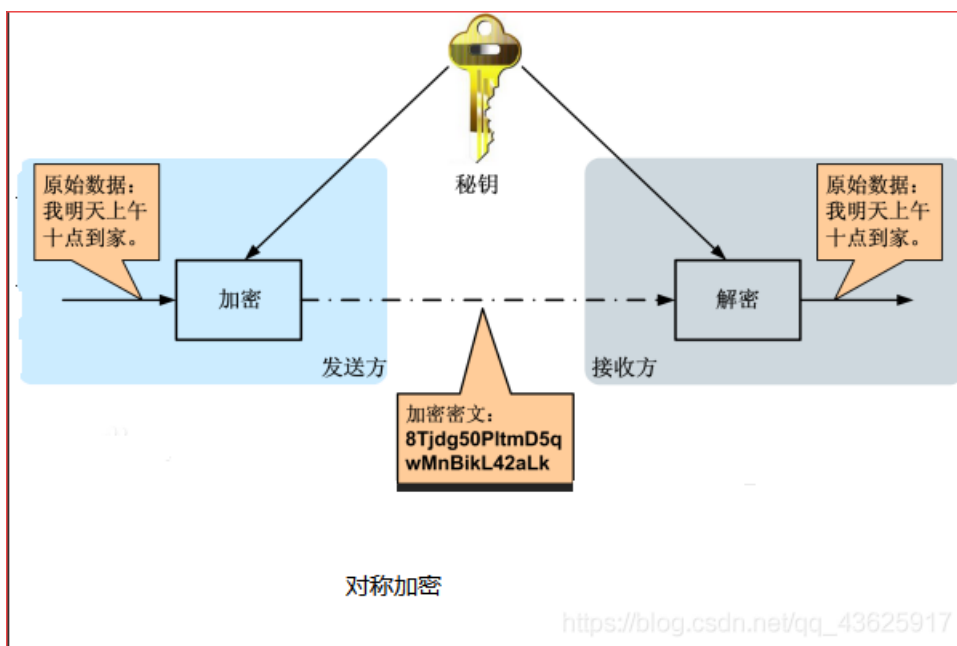 秘钥
原始数据：
我明天上午
十点到家。
原始数据：
我明天上午
十点到家。
加密
解密
发送方
接收方
加密密文：
8Tjdg50PltmD5q
wMnBikL42aLk
对称加密
https://blog.csdn.net/qq_43625917